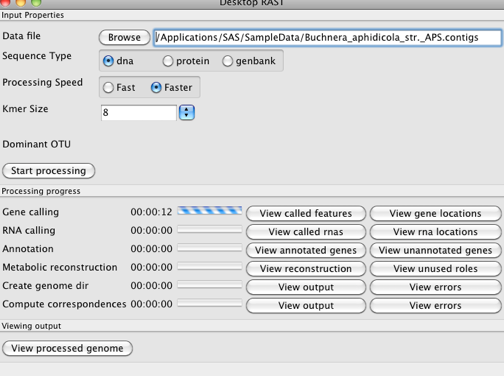 Desktop RAST
Input Properties
Data file Browse /Applications/SAS/SampleData/Buchnera_aphidicola_str._APS.contigs
Sequence Type dna protein genbank
Processing Speed Fast Faster
Kmer Size 8
Dominant OTU
Start processing
Processing progress
Gene calling 00:00:12 View called features View gene locations
RNA calling 00:00:00 View called rnas View rna locations
Annotation 00:00:00 View annotated genes View unannotated genes
Metabolic reconstruction 00:00:00 View reconstruction View unused roles
Create genome dir 00:00:00 View output View errors
Compute correspondences 00:00:00 View output View errors
Viewing output
View processed genome